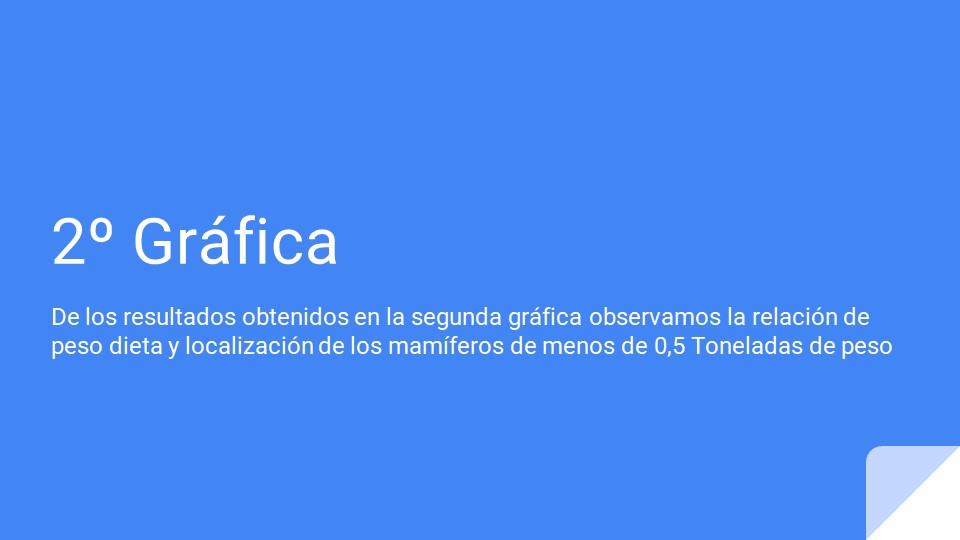 2º Gráfica
De los resultados obtenidos en la segunda gráfica observamos la relación de
peso dieta y localización de los mamíferos de menos de 0,5 Toneladas de peso